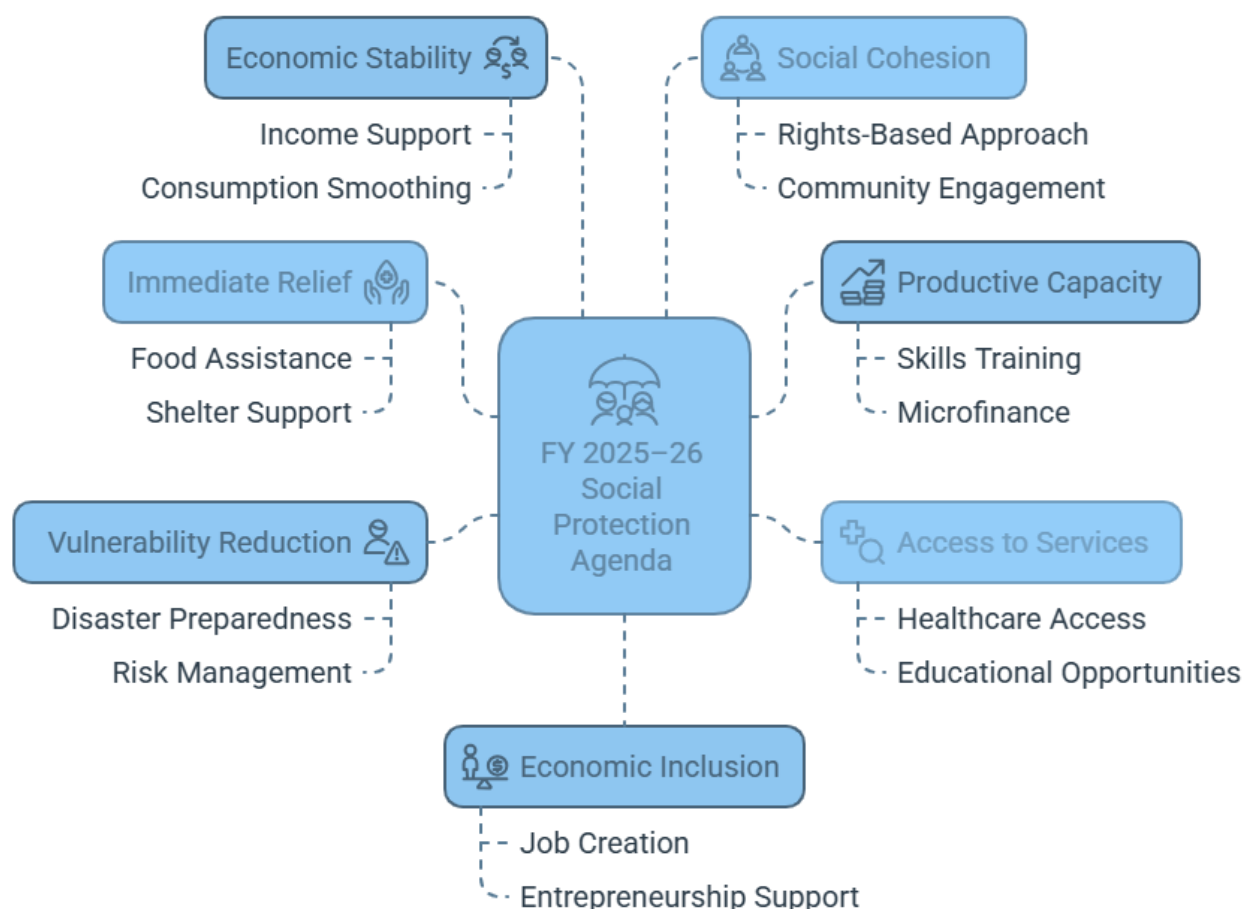 Economic Stability
Income Support
Consumption Smoothing
Social Cohesion
Rights-Based Approach
Community Engagement
Immediate Relief
Food Assistance
Shelter Support
Productive Capacity
Skills Training
Microfinance
FY 2025–26
Social
Protection
Agenda
Vulnerability Reduction
Disaster Preparedness
Risk Management
Access to Services
Healthcare Access
Educational Opportunities
Economic Inclusion
Job Creation
Entrepreneurship Support